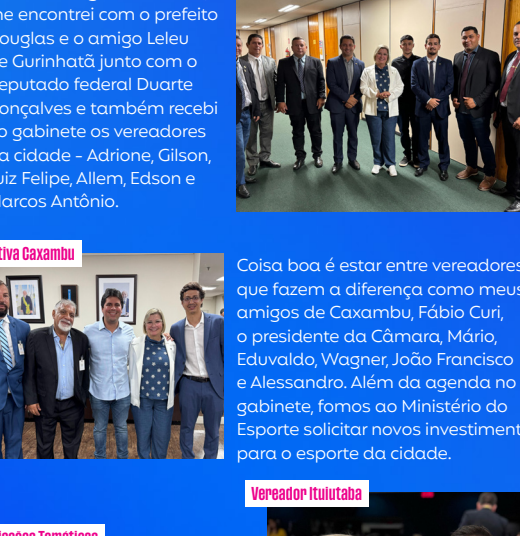 ne encontrei com o prefeito
ouglas e o amigo Leleu
e Gurinhatã junto com o
eputado federal Duarte
onçalves e também recebi
o gabinete os vereadores
a cidade - Adrione, Gilson,
uiz Felipe, Allem, Edson e
arcos Antônio.
tiva Caxambu
Coisa boa é estar entre vereadores
que fazem a diferença como meus
amigos de Caxambu, Fábio Curi,
o presidente da Câmara, Mário,
Eduvaldo, Wagner, João Francisco
e Alessandro. Além da agenda no
gabinete, fomos ao Ministério do
Esporte solicitar novos investiment
para o esporte da cidade.
Vereador Ituiutaba